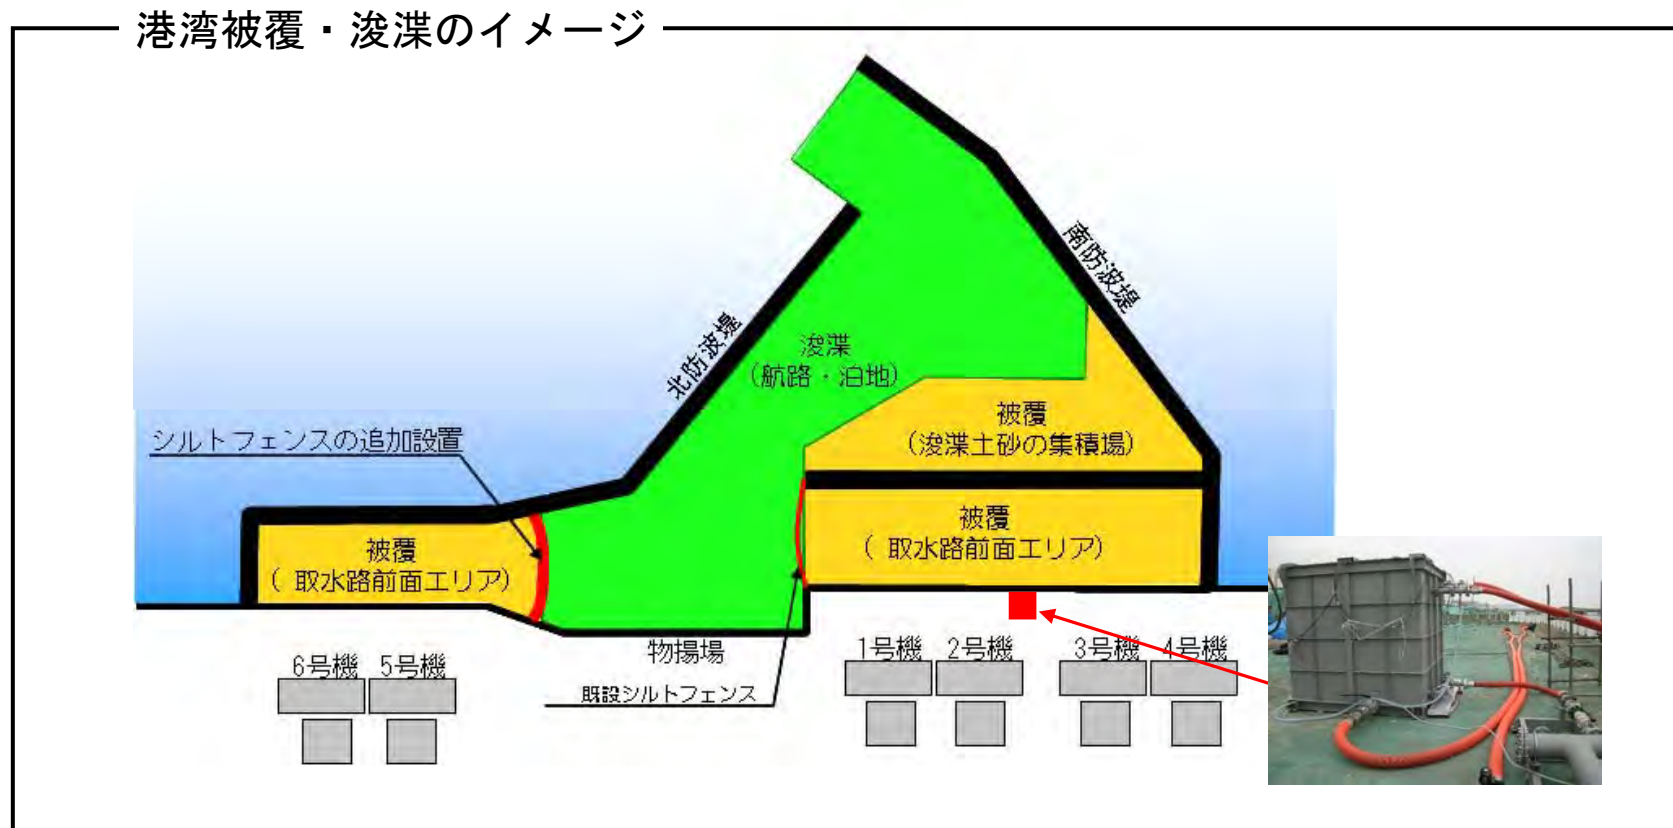 港湾被覆・浚渫のイメージ
南防波堤
北防波堤
浚渫
(航路・泊地)
被覆
(浚渫土砂の集積場)
シルトフェンスの追加設置
被覆
( 取水路前面エリア)
被覆
( 取水路前面エリア)
物揚場
6号機 5号機
1号機 2号機 3号機 4号機
既設シルトフェンス